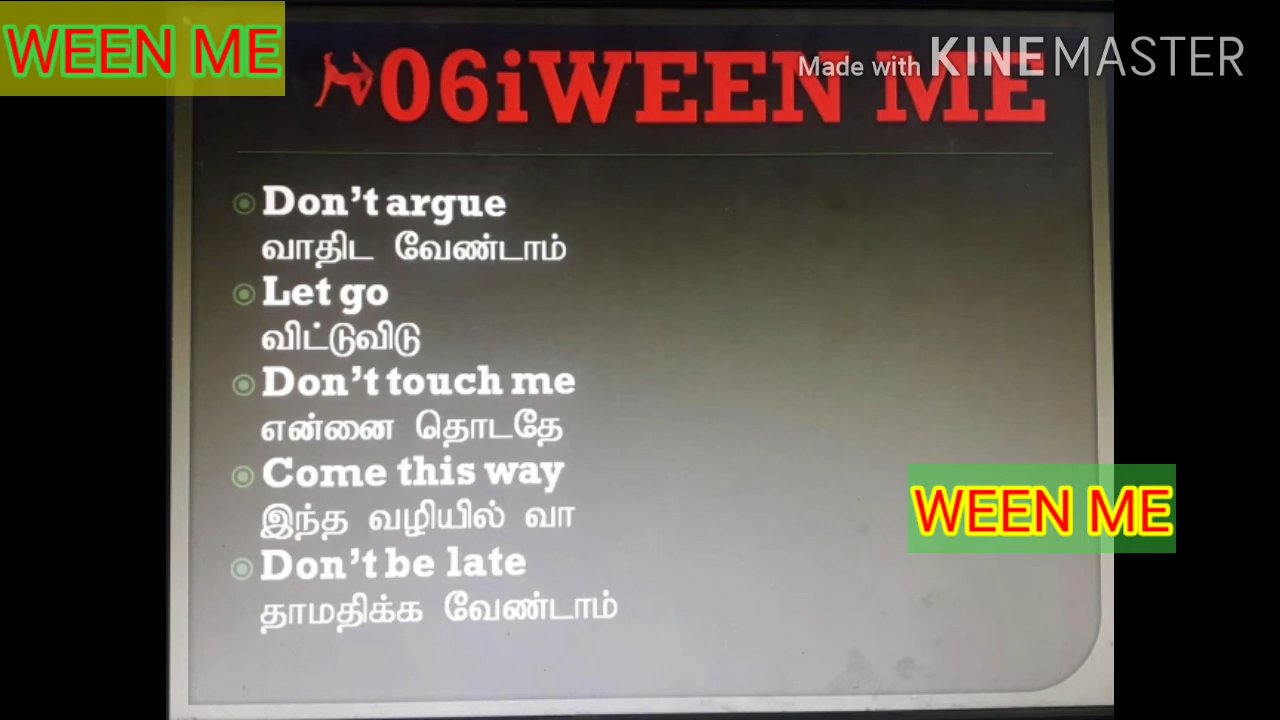 WEEN ME
06iWEEN ME
Made with KINEMASTER
Don't argue
வாதிட வேண்டாம்
Let go
விட்டுவிடு
Don't touch me
என்னை தொடதே
Come this way
இந்த வழியில் வா
WEEN ME
Don't be late
தாமதிக்க வேண்டாம்